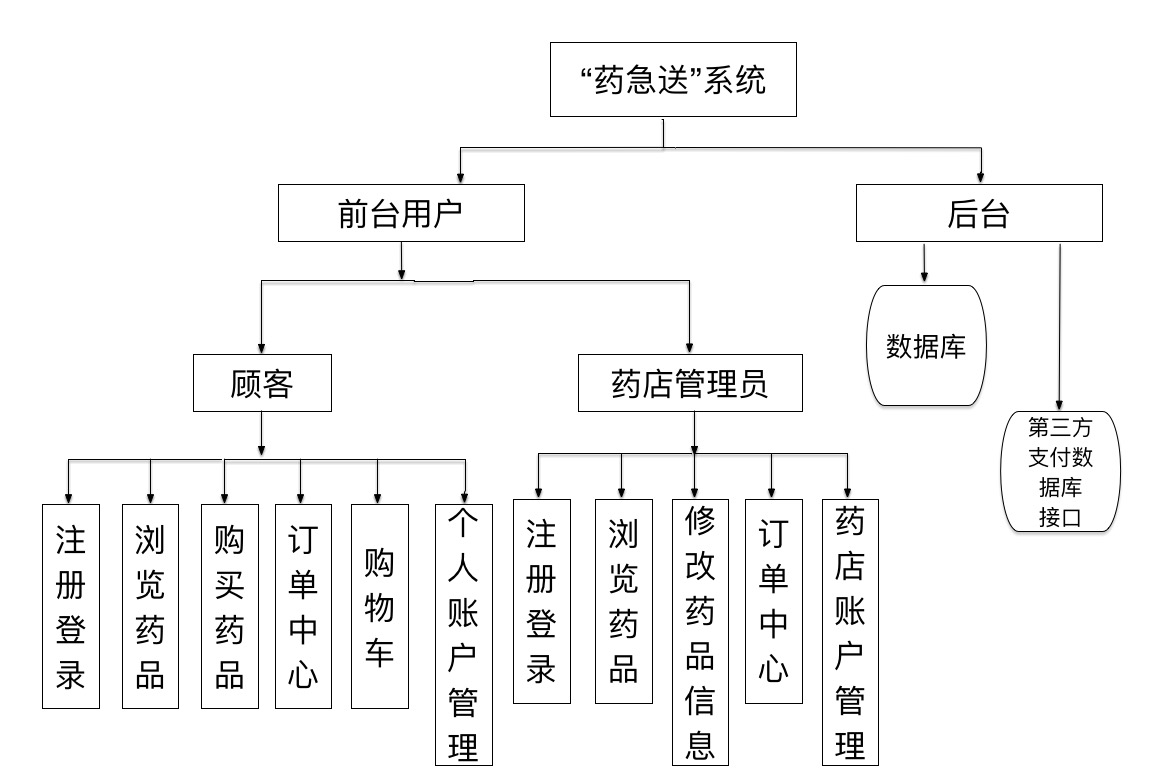 “药急送”系统
前台用户
后台
数据库
顾客
药店管理员
第三方
支付数
据库
接口
注册登录
浏览药品
购买药品
订单中心
购物车
个人账户管理
注册登录
浏览药品
修改药品信息
订单中心
药店账户管理